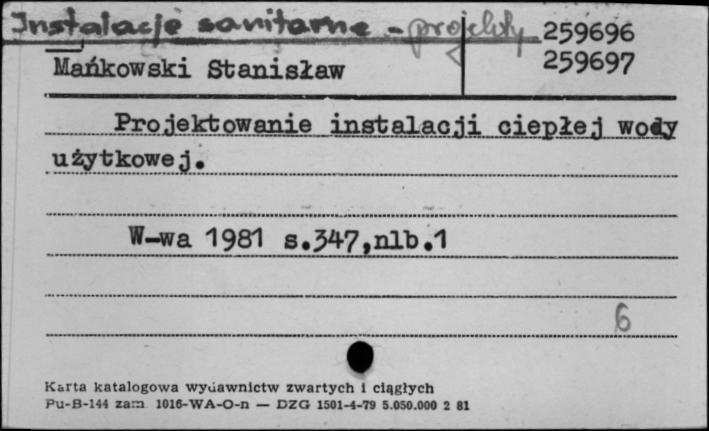 Instalacje sanitarne - projekty 259696
Mańkowski Stanisław 259697
Projektowanie instalacji ciepłej wody
użytkowej.
W-wa 1981 s.347,nlb.1
6
Karta katalogowa wydawnictw zwartych i ciągłych
Pu-B-144 zam. 1016-WA-O-n — DZG 1501-4-79 5.050.000 2 81